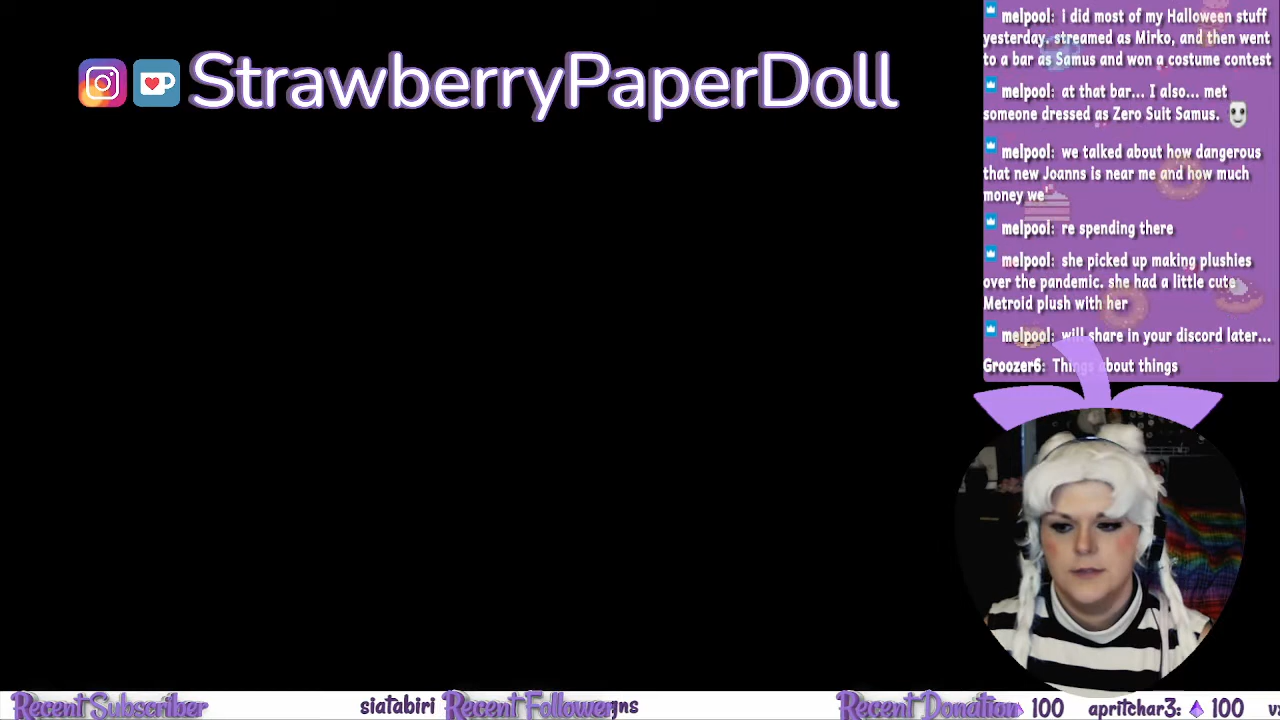 StrawberryPaperDoll
melpool: i did most of my Halloween stuff
yesterday. streamed as Mirko, and then went
to a bar as Samus and won a costume contest
melpool: at that bar... I also... met
someone dressed as Zero Suit Samus.
melpool: we talked about how dangerous
that new Joanns is near me and how much
money we'
melpool: re spending there
melpool: she picked up making plushies
over the pandemic. she had a little cute
Metroid plush with her
melpool: will share in your discord later...
Groozer6: Things about things
Recent Subscriber siatabiri Recent Follower gns Recent Donation 100 apritchar3: 100